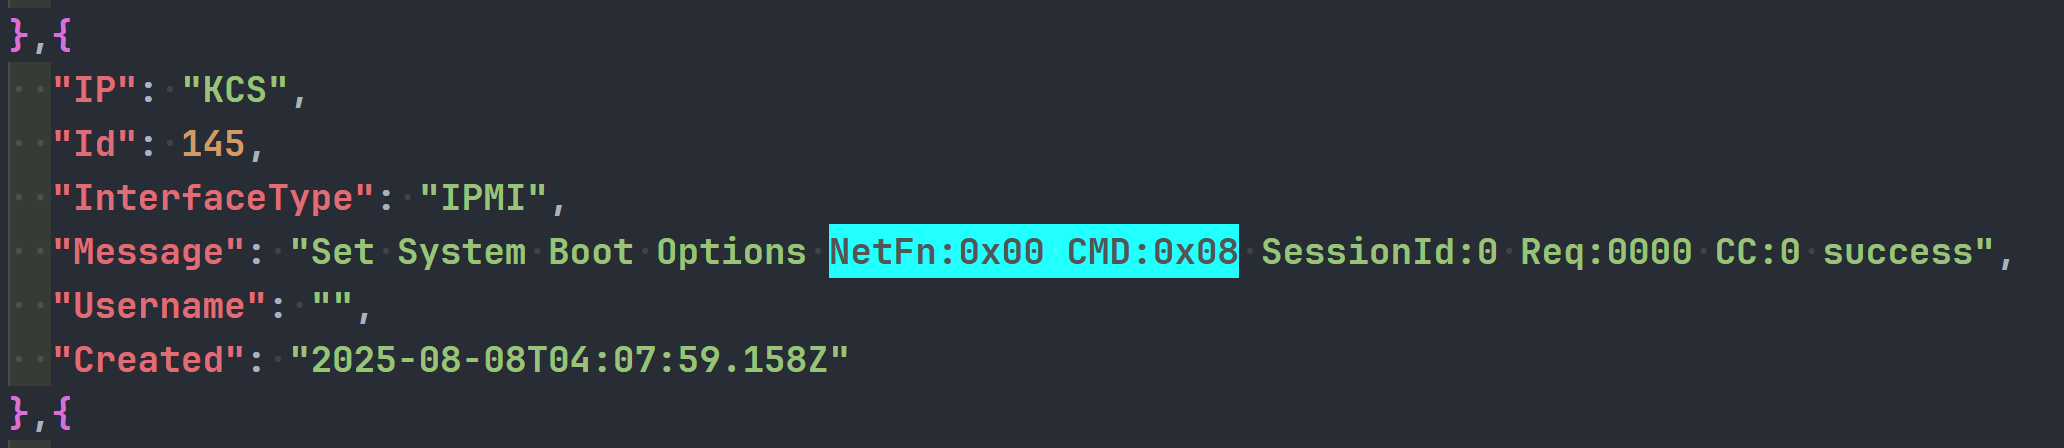 },{
"IP": "KCS",
"Id": 145,
"InterfaceType": "IPMI",
"Message": "Set System Boot Options NetFn:0x00 CMD:0x08 SessionId:0 Req:0000 CC:0 success",
"Username": "",
"Created": "2025-08-08T04:07:59.158Z"
},{